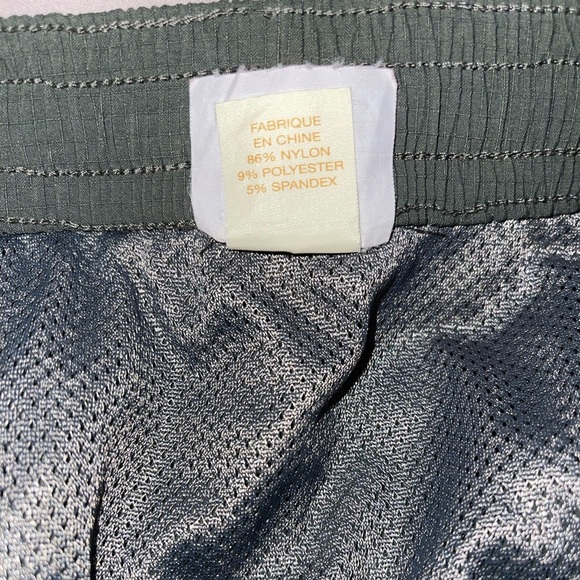 FABRIQUE
EN CHINE
86% NYLON
9% POLYESTER
5% SPANDEX